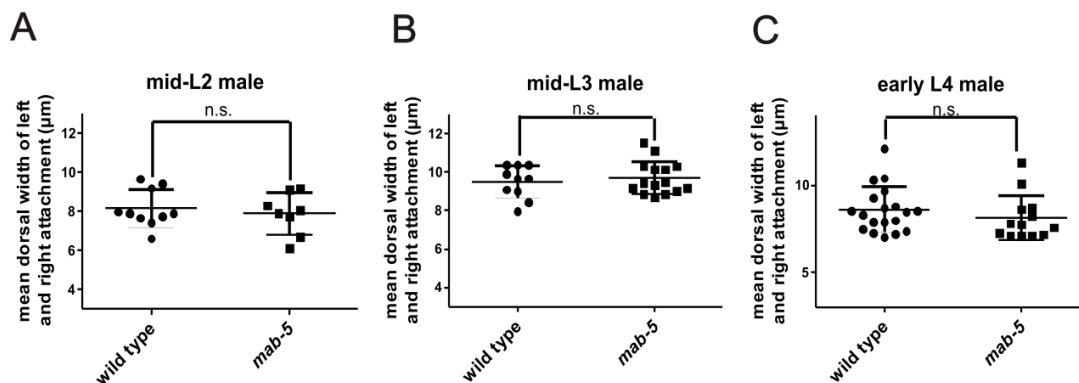 A
mid-L2 male
n.s.
mean dorsal width of left
and right attachment (µm)
12
10
8
6
4
wild type
mab-5
B
mid-L3 male
n.s.
mean dorsal width of left
and right attachment (µm)
12
10
8
6
4
wild type
mab-5
C
early L4 male
n.s.
mean dorsal width of left
and right attachment (µm)
10
5
wild type
mab-5